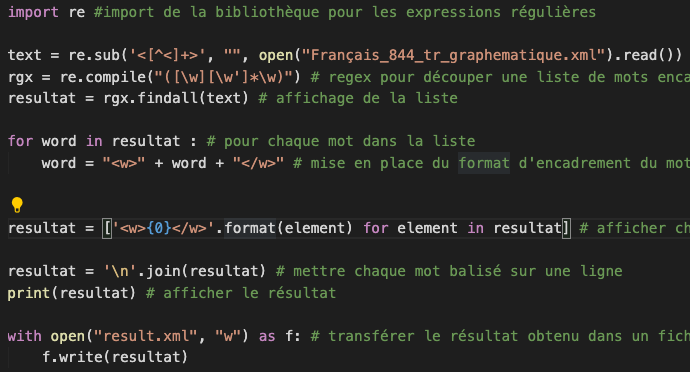 import re #import de la bibliothèque pour les expressions régulières
text = re.sub('<[^<]+>', "", open("Français_844_tr_graphematique.xml").read())
rgx = re.compile("([\w][\w']*\w)") # regex pour découper une liste de mots enca
resultat = rgx.findall(text) # affichage de la liste
for word in resultat : # pour chaque mot dans la liste
word = "<w>" + word + "</w>" # mise en place du format d'encadrement du mot
resultat = ['<w>{0}</w>'.format(element) for element in resultat] # afficher ch
resultat = '\n'.join(resultat) # mettre chaque mot balisé sur une ligne
print(resultat) # afficher le résultat
with open("result.xml", "w") as f: # transférer le résultat obtenu dans un fich
f.write(resultat)